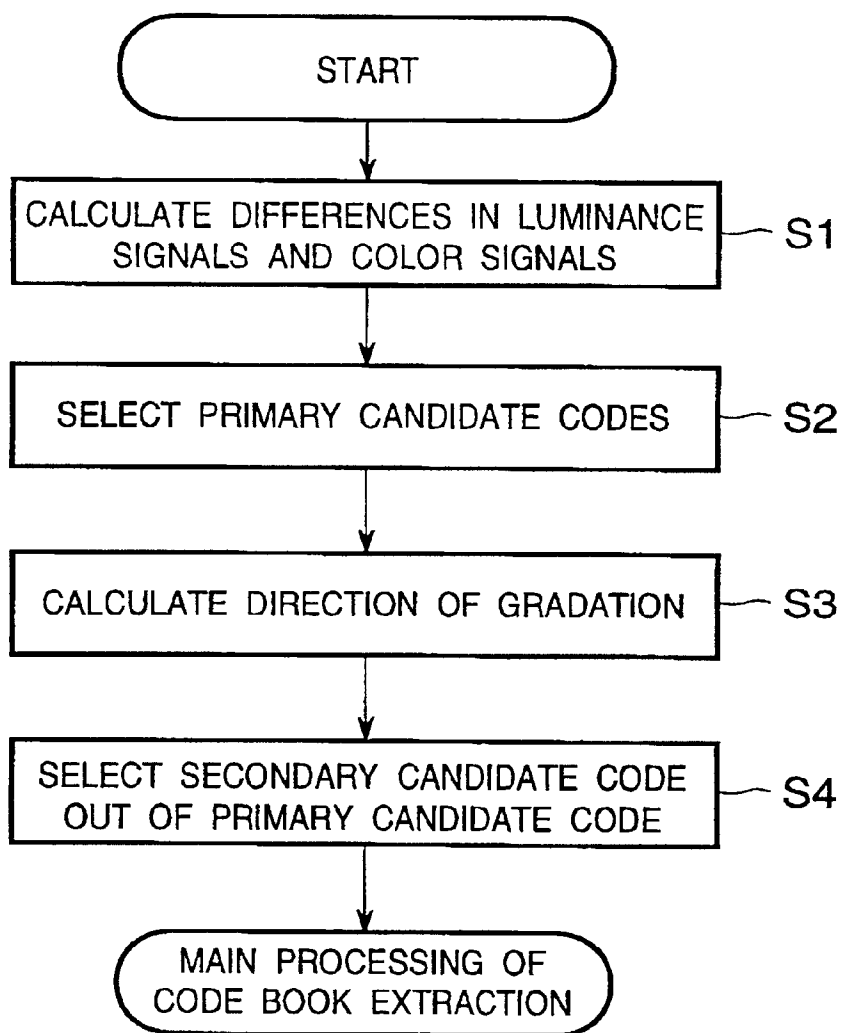 START
CALCULATE DIFFERENCES IN LUMINANCE
SIGNALS AND COLOR SIGNALS
S1
SELECT PRIMARY CANDIDATE CODES
S2
CALCULATE DIRECTION OF GRADATION
S3
SELECT SECONDARY CANDIDATE CODE
OUT OF PRIMARY CANDIDATE CODE
S4
MAIN PROCESSING OF
CODE BOOK EXTRACTION